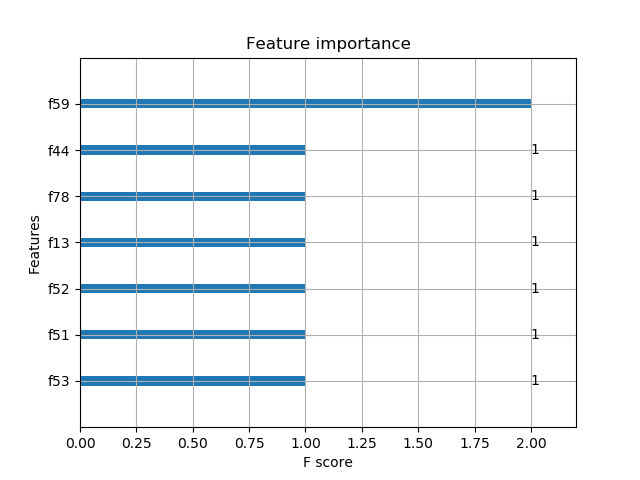 Feature importance
f59
f44 1
f78 1
f13 1
f52 1
f51 1
f53 1
Features
0.00 0.25 0.50 0.75 1.00 1.25 1.50 1.75 2.00
F score